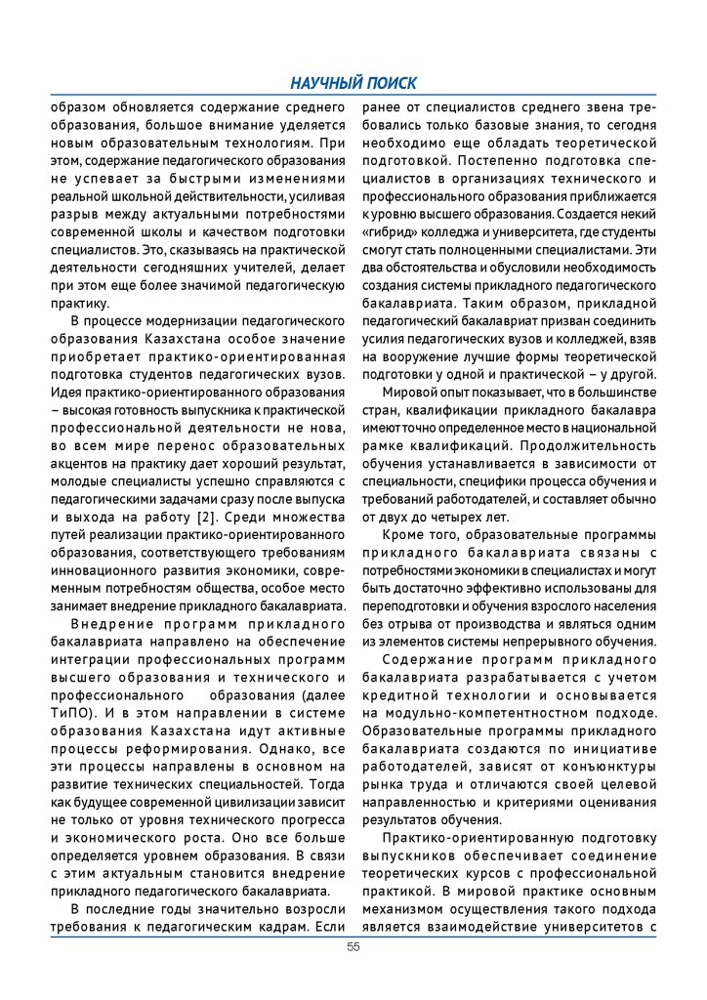 НАУЧНЫЙ ПОИСК
образом обновляется содержание среднего
образования, большое внимание уделяется
новым образовательным технологиям. При
этом, содержание педагогического образования
не успевает за быстрыми изменениями
реальной школьной действительности, усиливая
разрыв между актуальными потребностями
современной школы и качеством подготовки
специалистов. Это, сказываясь на практической
деятельности сегодняшних учителей, делает
при этом еще более значимой педагогическую
практику.
В процессе модернизации педагогического
образования Казахстана особое значение
приобретает практико-ориентированная
подготовка студентов педагогических вузов.
Идея практико-ориентированного образования
– высокая готовность выпускника к практической
профессиональной деятельности не нова,
во всем мире перенос образовательных
акцентов на практику дает хороший результат,
молодые специалисты успешно справляются с
педагогическими задачами сразу после выпуска
и выхода на работу [2]. Среди множества
путей реализации практико-ориентированного
образования, соответствующего требованиям
инновационного развития экономики, совре-
менным потребностям общества, особое место
занимает внедрение прикладного бакалавриата.
Внедрение программ прикладного
бакалавриата направлено на обеспечение
интеграции профессиональных программ
высшего образования и технического и
профессионального образования (далее
ТиПО). И в этом направлении в системе
образования Казахстана идут активные
процессы реформирования. Однако, все
эти процессы направлены в основном на
развитие технических специальностей. Тогда
как будущее современной цивилизации зависит
не только от уровня технического прогресса
и экономического роста. Оно все больше
определяется уровнем образования. В связи
с этим актуальным становится внедрение
прикладного педагогического бакалавриата.
В последние годы значительно возросли
требования к педагогическим кадрам. Если
ранее от специалистов среднего звена тре-
бовались только базовые знания, то сегодня
необходимо еще обладать теоретической
подготовкой. Постепенно подготовка спе-
циалистов в организациях технического и
профессионального образования приближается
к уровню высшего образования. Создается некий
«гибрид» колледжа и университета, где студенты
смогут стать полноценными специалистами. Эти
два обстоятельства и обусловили необходимость
создания системы прикладного педагогического
бакалавриата. Таким образом, прикладной
педагогический бакалавриат призван соединить
усилия педагогических вузов и колледжей, взяв
на вооружение лучшие формы теоретической
подготовки у одной и практической – у другой.
Мировой опыт показывает, что в большинстве
стран, квалификации прикладного бакалавра
имеют точно определенное место в национальной
рамке квалификаций. Продолжительность
обучения устанавливается в зависимости от
специальности, специфики процесса обучения и
требований работодателей, и составляет обычно
от двух до четырех лет.
Кроме того, образовательные программы
прикладного бакалавриата связаны с
потребностями экономики в специалистах и могут
быть достаточно эффективно использованы для
переподготовки и обучения взрослого населения
без отрыва от производства и являться одним
из элементов системы непрерывного обучения.
Содержание программ прикладного
бакалавриата разрабатывается с учетом
кредитной технологии и основывается
на модульно-компетентностном подходе.
Образовательные программы прикладного
бакалавриата создаются по инициативе
работодателей, зависят от конъюнктуры
рынка труда и отличаются своей целевой
направленностью и критериями оценивания
результатов обучения.
Практико-ориентированную подготовку
выпускников обеспечивает соединение
теоретических курсов с профессиональной
практикой. В мировой практике основным
механизмом осуществления такого подхода
является взаимодействие университетов с
55